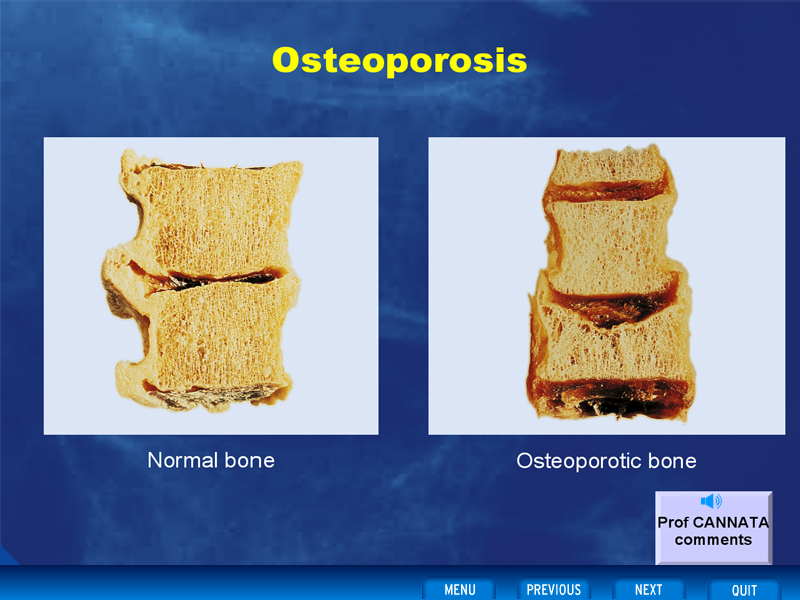 Osteoporosis
Normal bone
Osteoporotic bone
Prof CANNATA
comments
MENU
PREVIOUS
NEXT
QUIT